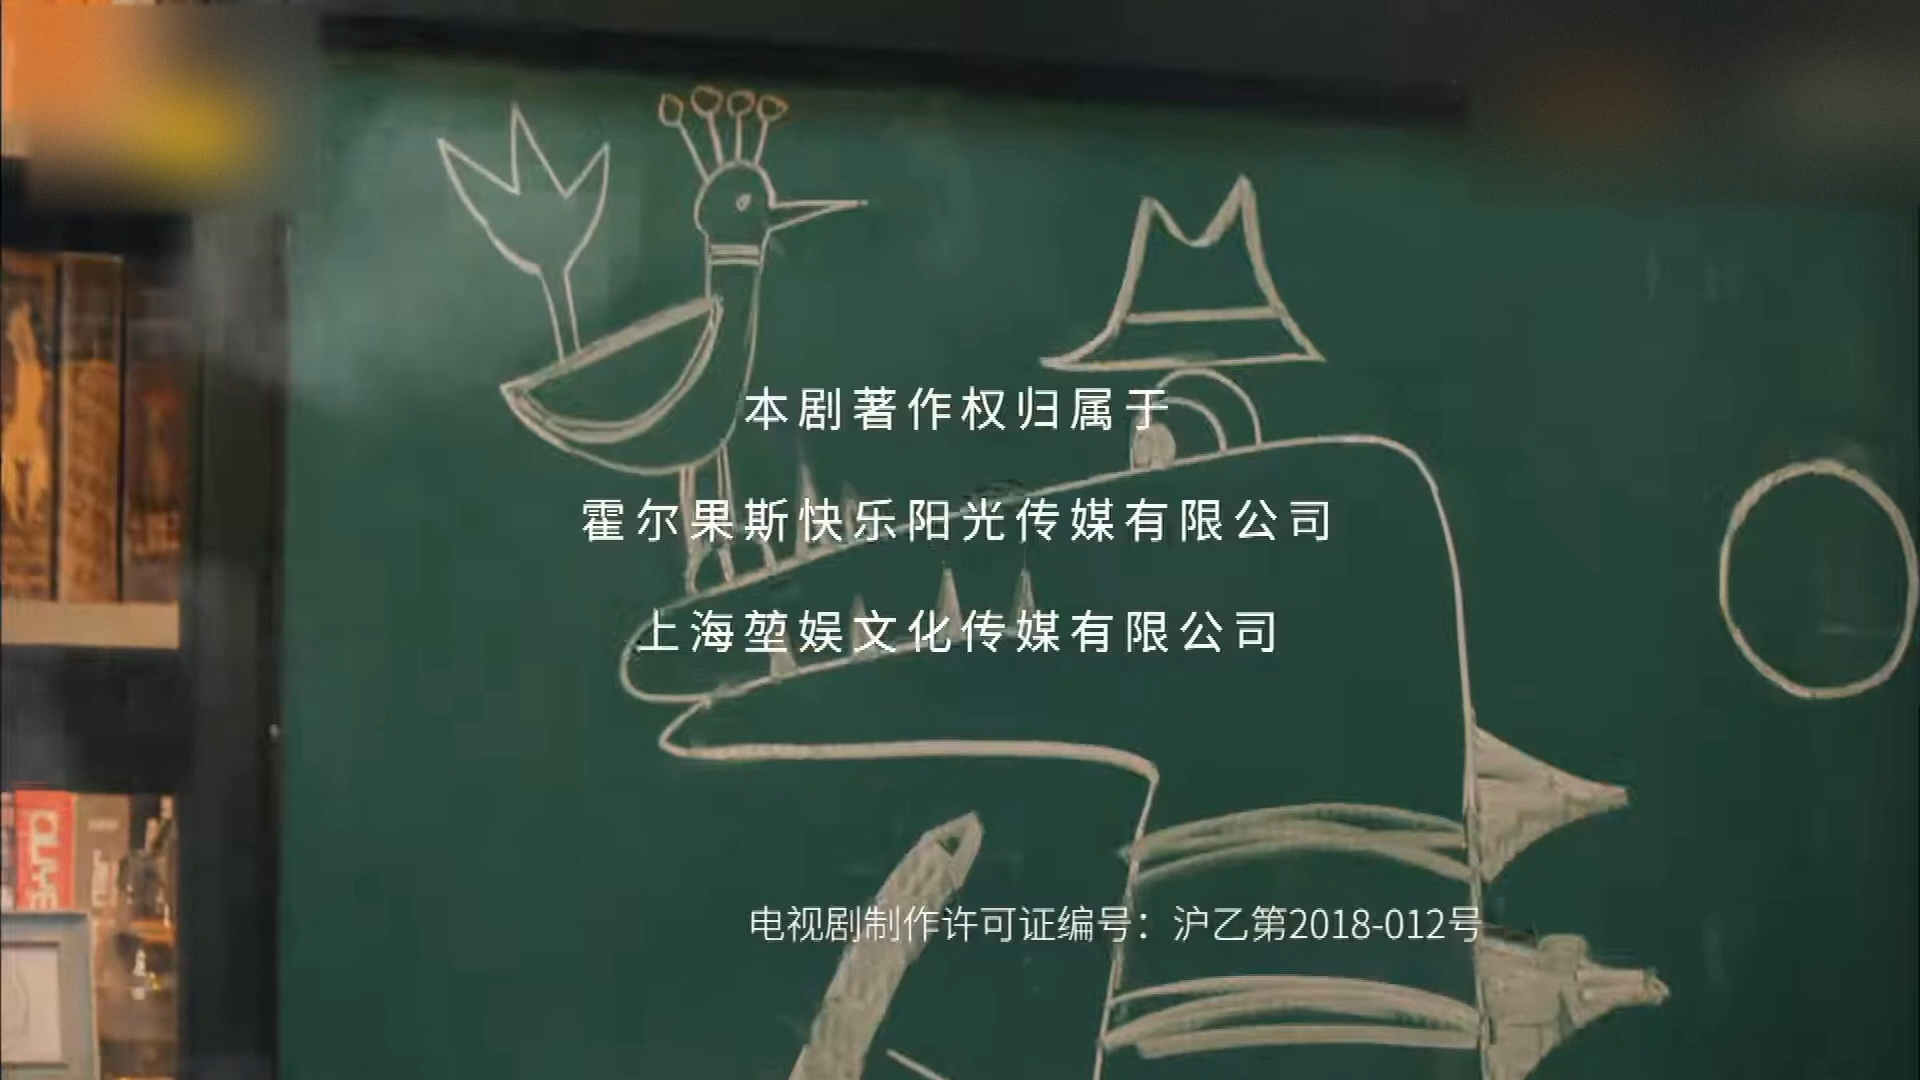 本剧著作权归属于
霍尔果斯快乐阳光传媒有限公司
上海堃娱文化传媒有限公司
电视剧制作许可证编号：沪乙第2018-012号